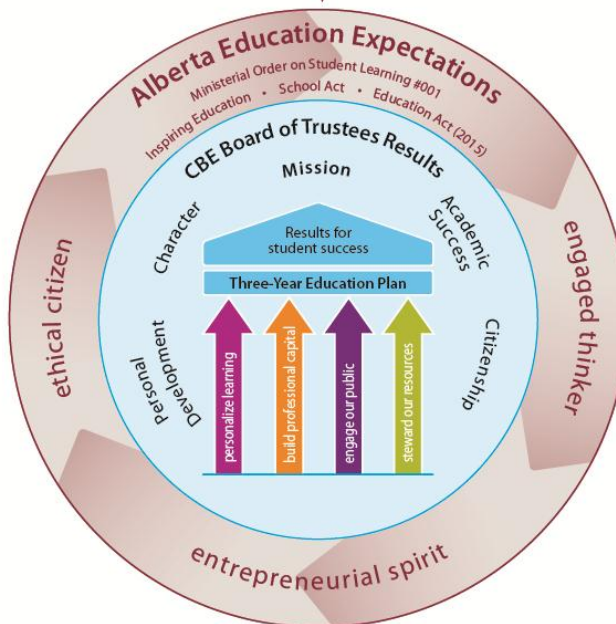 Alberta Education Expectations
Ministerial Order on Student Learning #001
Inspiring Education • School Act • Education Act (2015)
CBE Board of Trustees Results
Mission
Character
Academic
Success
Results for
student success
Three-Year Education Plan
Personal
Development
Citizenship
personalize learning
build professional capital
engage our public
steward our resources
ethical citizen
engaged thinker
entrepreneurial spirit